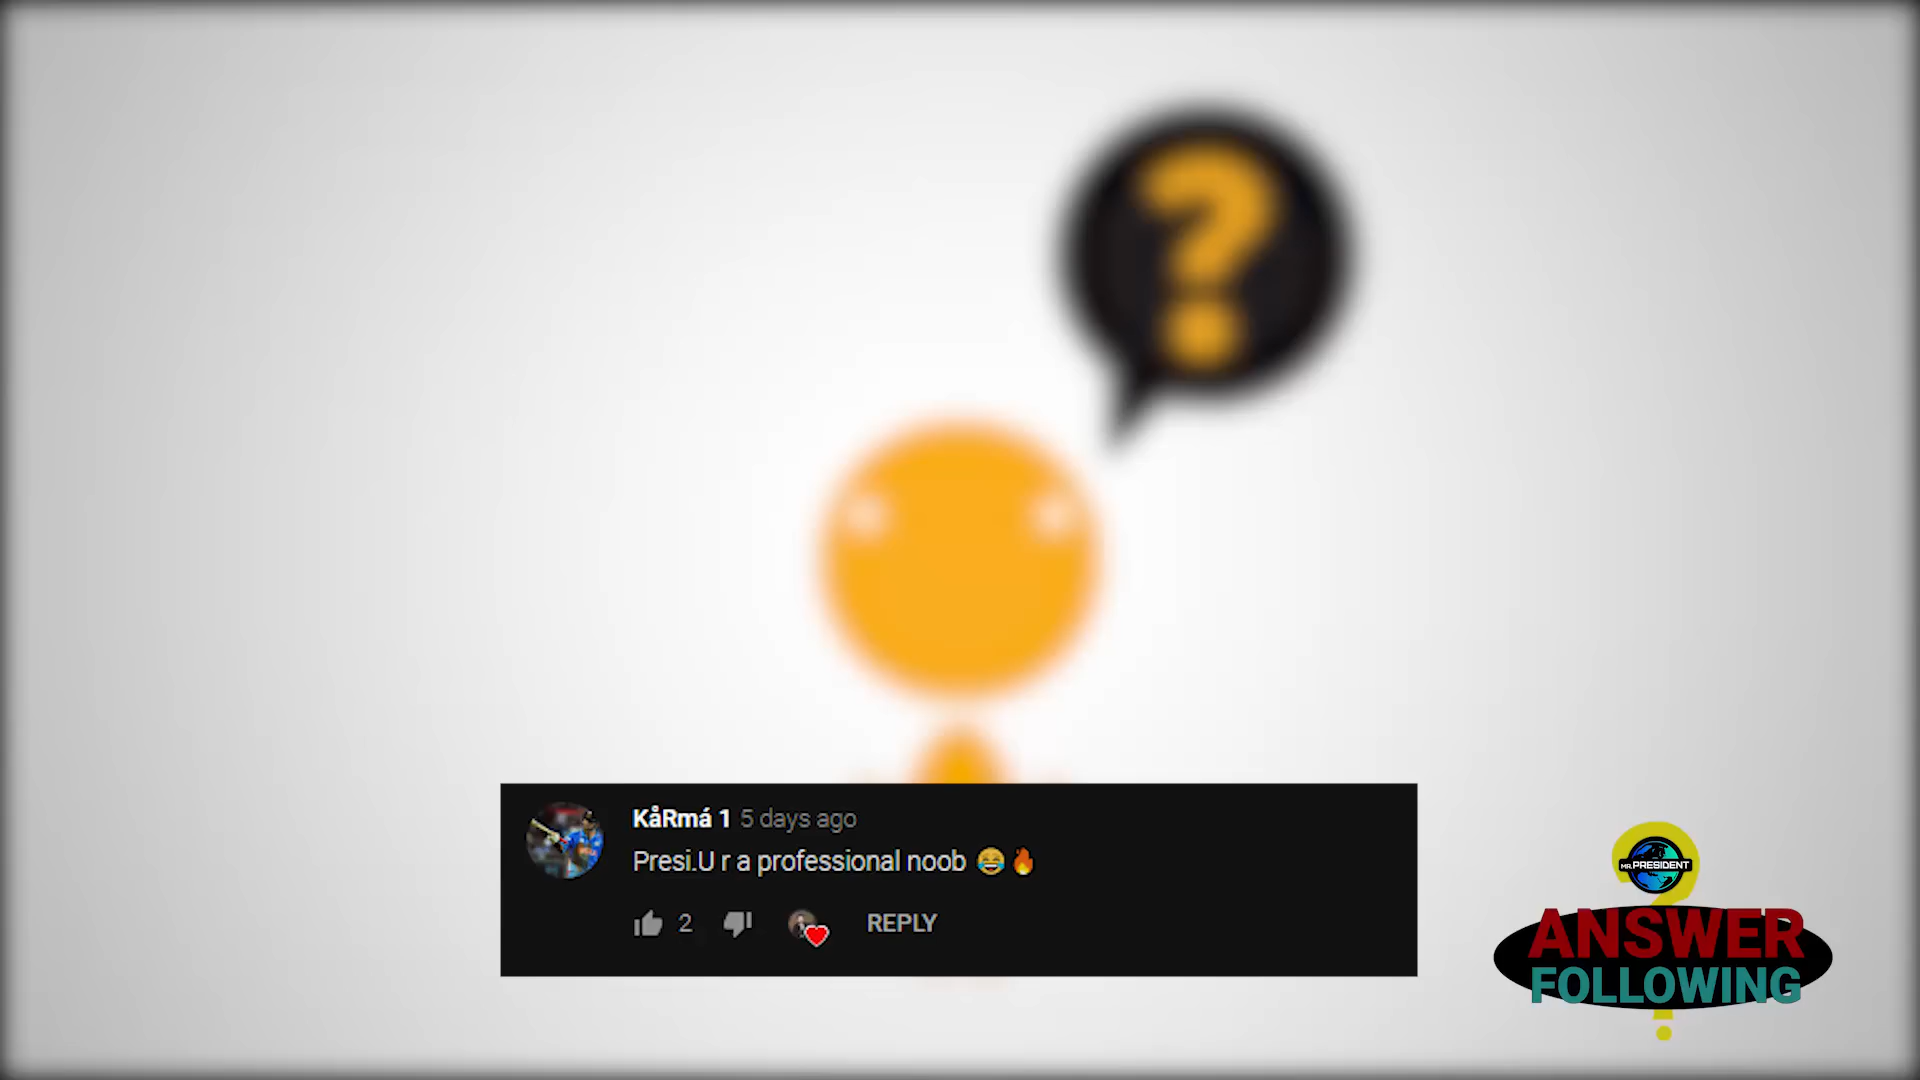 ?
KåRmá 1 5 days ago
Presi.U r a professional noob 😂🔥
2
REPLY
MR.PRESIDENT
ANSWER
FOLLOWING
?